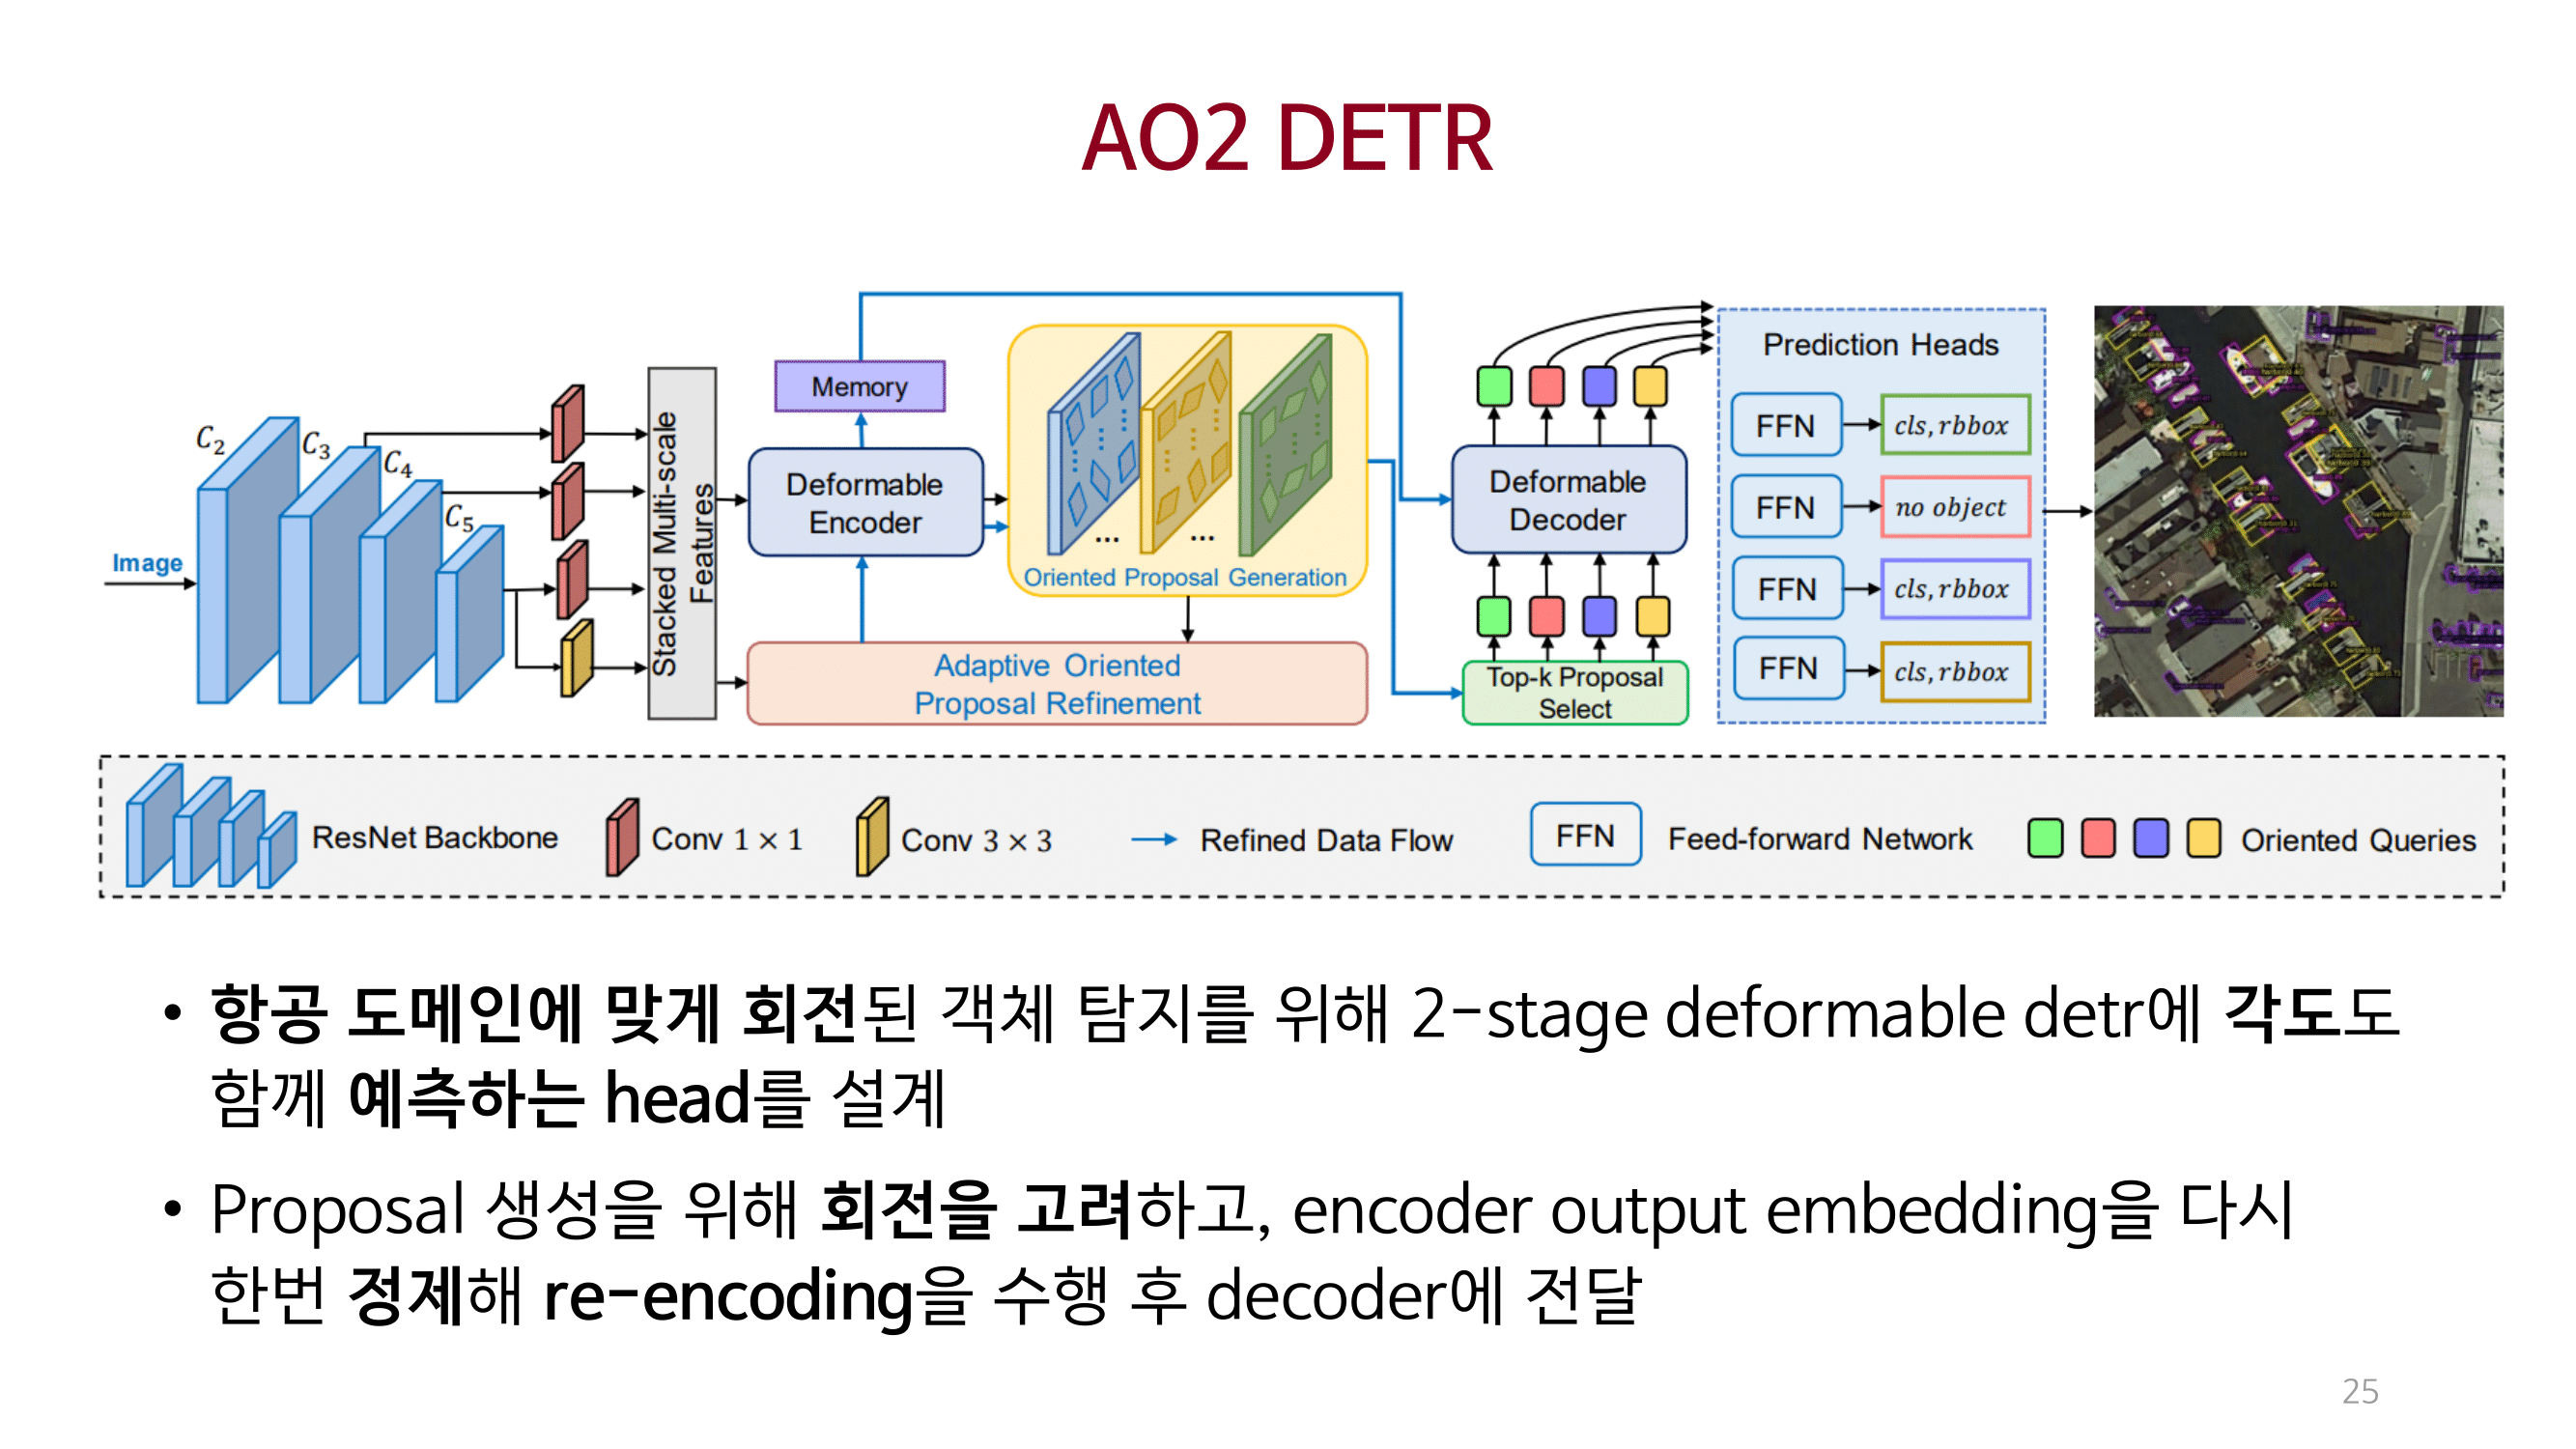 AO2 DETR
Image
C2
C3
C4
C5
Stacked Multi-scale
Features
Memory
Deformable
Encoder
...
...
Oriented Proposal Generation
Adaptive Oriented
Proposal Refinement
Deformable
Decoder
Top-k Proposal
Select
Prediction Heads
FFN
cls, rbbox
FFN
no object
FFN
cls, rbbox
FFN
cls, rbbox
ResNet Backbone
Conv 1 × 1
Conv 3 × 3
Refined Data Flow
FFN
Feed-forward Network
Oriented Queries
• 항공 도메인에 맞게 회전된 객체 탐지를 위해 2-stage deformable detr에 각도도
함께 예측하는 head를 설계
• Proposal 생성을 위해 회전을 고려하고, encoder output embedding을 다시
한번 정제해 re-encoding을 수행 후 decoder에 전달
25